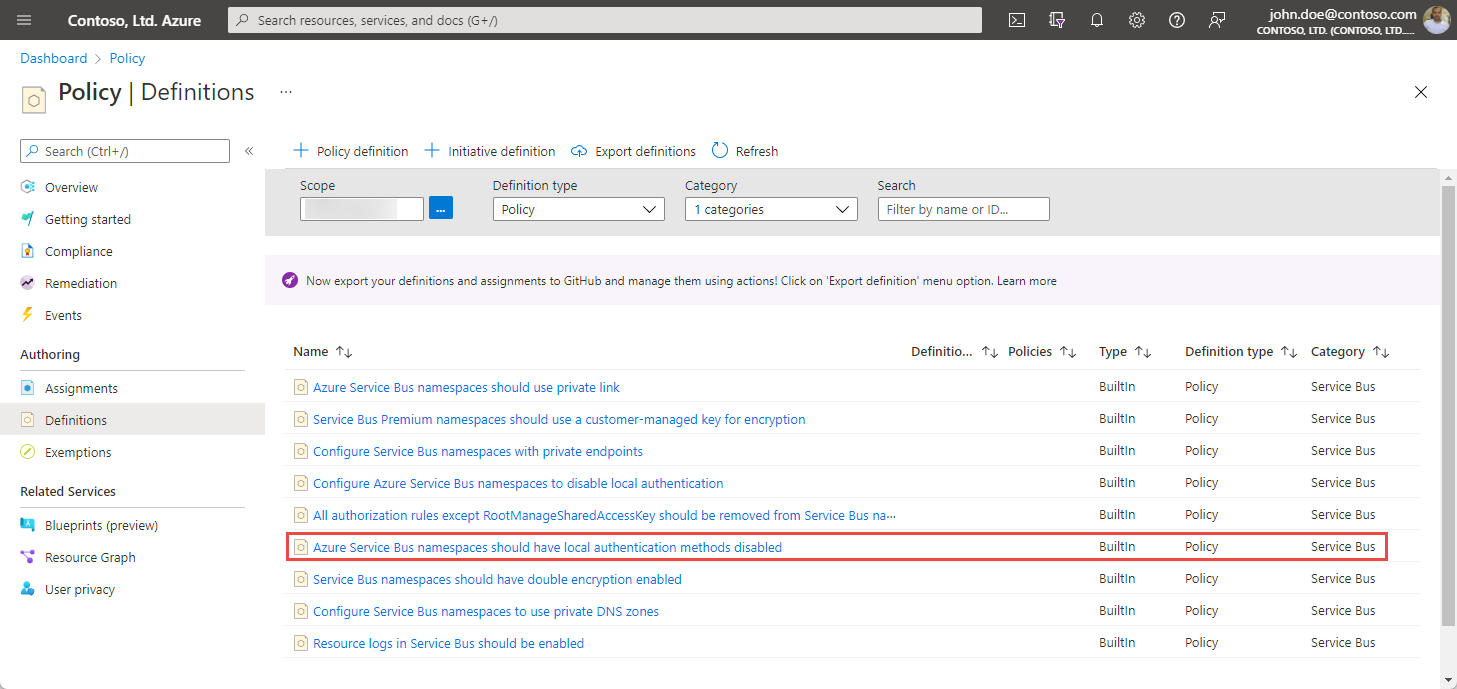 Contoso, Ltd. Azure
Search resources, services, and docs (G+/)
john.doe@contoso.com
CONTOSO, LTD. (CONTOSO, LTD.....
Dashboard > Policy
Policy | Definitions ...
Search (Ctrl+/) «
Overview
Getting started
Compliance
Remediation
Events
Authoring
Assignments
Definitions
Exemptions
Related Services
Blueprints (preview)
Resource Graph
User privacy
+ Policy definition + Initiative definition Export definitions Refresh
Scope Definition type Category Search
... Policy 1 categories Filter by name or ID...
Now export your definitions and assignments to GitHub and manage them using actions! Click on 'Export definition' menu option. Learn more
Name ↑↓ Definitio... ↑↓ Policies ↑↓ Type ↑↓ Definition type ↑↓ Category ↑↓
Azure Service Bus namespaces should use private link BuiltIn Policy Service Bus
Service Bus Premium namespaces should use a customer-managed key for encryption BuiltIn Policy Service Bus
Configure Service Bus namespaces with private endpoints BuiltIn Policy Service Bus
Configure Azure Service Bus namespaces to disable local authentication BuiltIn Policy Service Bus
All authorization rules except RootManageSharedAccessKey should be removed from Service Bus na... BuiltIn Policy Service Bus
Azure Service Bus namespaces should have local authentication methods disabled BuiltIn Policy Service Bus
Service Bus namespaces should have double encryption enabled BuiltIn Policy Service Bus
Configure Service Bus namespaces to use private DNS zones BuiltIn Policy Service Bus
Resource logs in Service Bus should be enabled BuiltIn Policy Service Bus